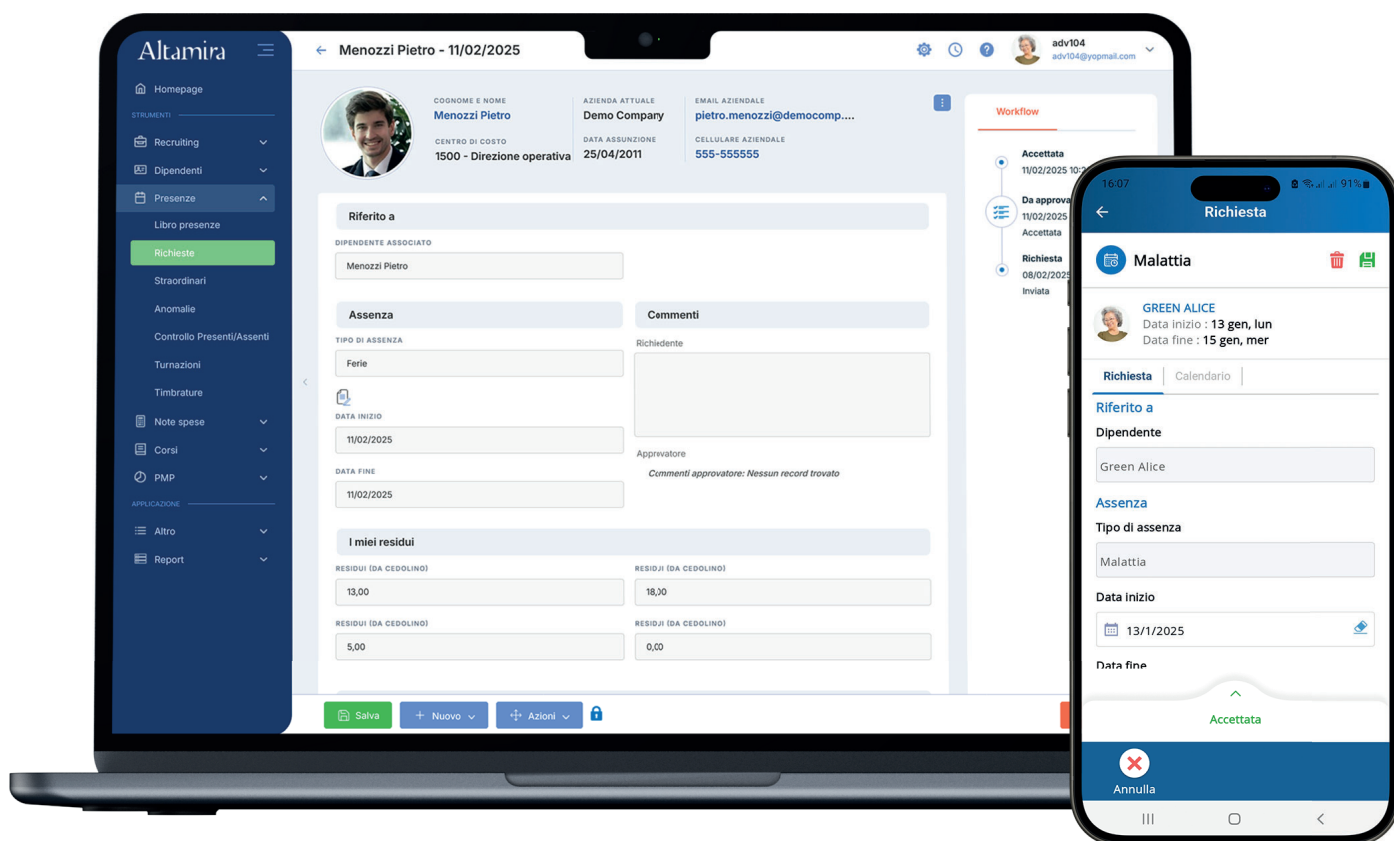 Altamira
Homepage
STRUMENTI
Recruiting
Dipendenti
Presenze
Libro presenze
Richieste
Straordinari
Anomalie
Controllo Presenti/Assenti
Turnazioni
Timbrature
Note spese
Corsi
PMP
APPLICAZIONE
Altro
Report
Menozzi Pietro - 11/02/2025
adv104
adv104@yopmail.com
COGNOME E NOME
Menozzi Pietro
AZIENDA ATTUALE
Demo Company
EMAIL AZIENDALE
pietro.menozzi@democomp....
CENTRO DI COSTO
1500 - Direzione operativa
DATA ASSUNZIONE
25/04/2011
CELLULARE AZIENDALE
555-555555
Riferito a
DIPENDENTE ASSOCIATO
Menozzi Pietro
Assenza
TIPO DI ASSENZA
Ferie
DATA INIZIO
11/02/2025
DATA FINE
11/02/2025
Commenti
Richiedente
Approvatore
Commenti approvatore: Nessun record trovato
I miei residui
RESIDUI (DA CEDOLINO)
13,00
RESIDUI (DA CEDOLINO)
18,00
RESIDUI (DA CEDOLINO)
5,00
RESIDUI (DA CEDOLINO)
0,00
Salva
+ Nuovo
Azioni
Workflow
Accettata
11/02/2025 10:
Da approva
11/02/2025
Accettata
Richiesta
08/02/2025
Inviata
16:07
91%
Richiesta
Malattia
GREEN ALICE
Data inizio : 13 gen, lun
Data fine : 15 gen, mer
Richiesta
Calendario
Riferito a
Dipendente
Green Alice
Assenza
Tipo di assenza
Malattia
Data inizio
13/1/2025
Data fine
Accettata
Annulla